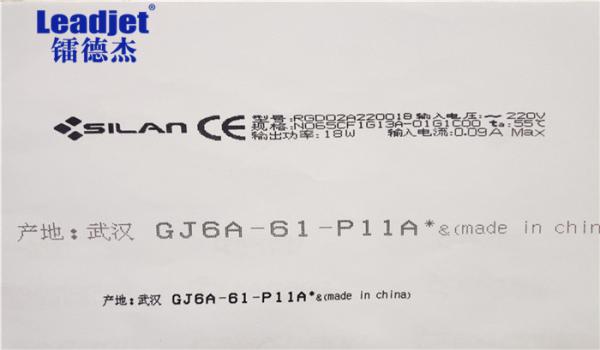 Leadjet®
镭德杰
SILAN CE 型号:RGD02A220018 输入电压:~220V
规格:N065CF1G13A-01G1C00 ta:55℃
输出功率:18W 输入电流:0.09A Max
产地:武汉 GJ6A-61-P11A*&(made in chin
产地:武汉 GJ6A-61-P11A*&(made in china)